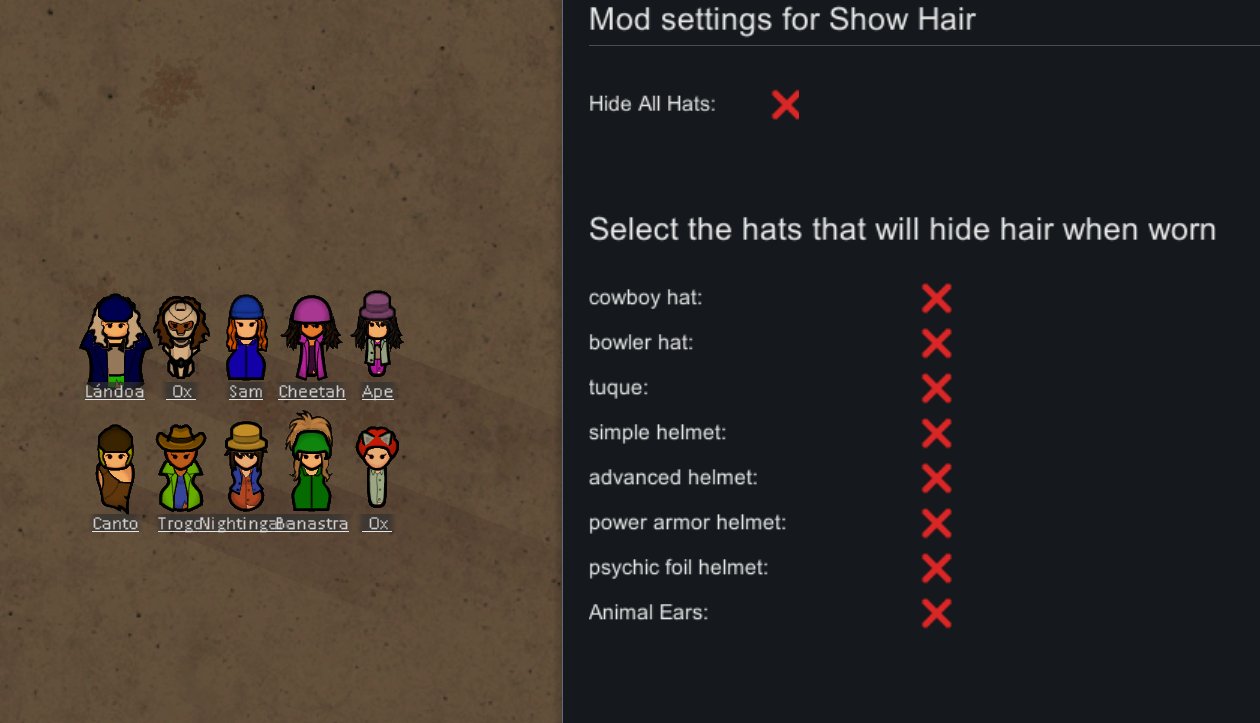 Mod settings for Show Hair
Hide All Hats:
Select the hats that will hide hair when worn
cowboy hat:
bowler hat:
tuque:
simple helmet:
advanced helmet:
power armor helmet:
psychic foil helmet:
Animal Ears:
Lándoa Ox Sam Cheetah Ape
Canto Trogo Nightinga Banastra Ox